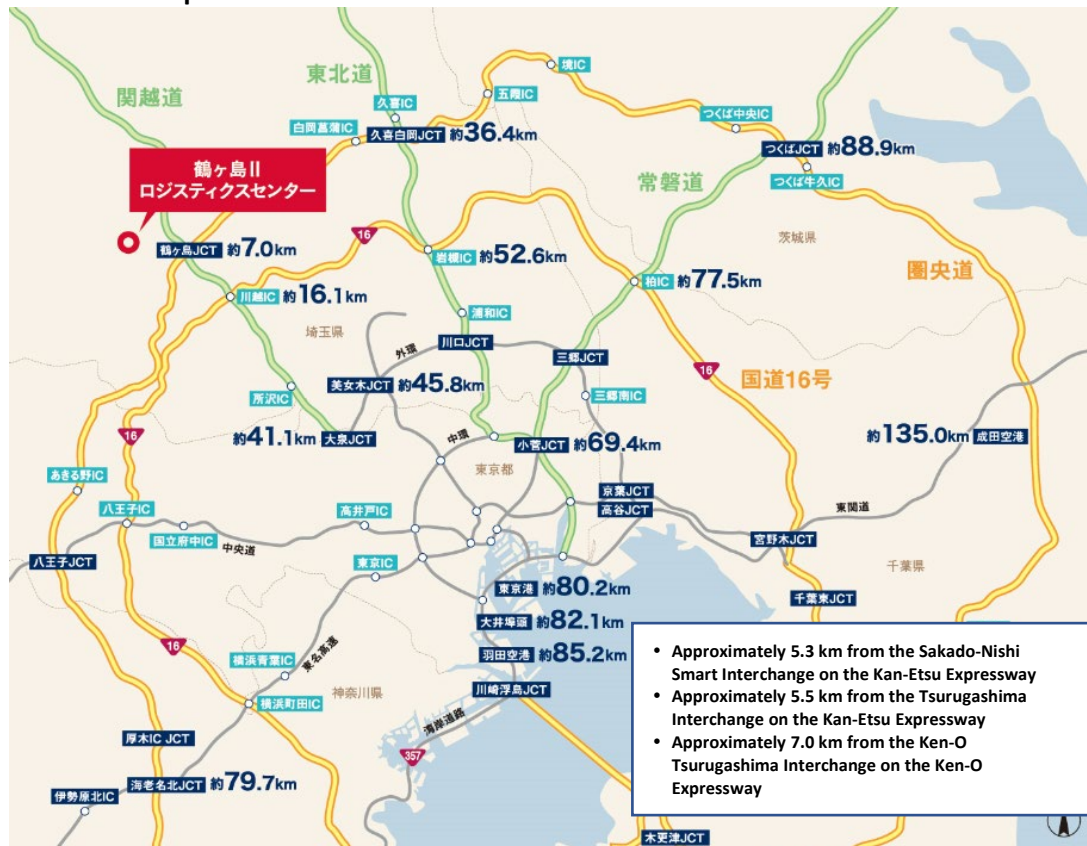 関越道
東北道
境IC
五霞IC
久喜IC
白岡菖蒲IC
久喜白岡JCT 約36.4km
つくば中央IC
つくばJCT 約88.9km
つくば牛久IC
鶴ヶ島II
ロジスティクスセンター
常磐道
茨城県
16
鶴ヶ島JCT 約7.0km
岩槻IC 約52.6km
柏IC 約77.5km
圏央道
川越IC 約16.1km
浦和IC
埼玉県
外環
川口JCT
三郷JCT
16
国道16号
美女木JCT 約45.8km
所沢IC
三郷南IC
約41.1km 大泉JCT
中環
16
小菅JCT 約69.4km
約135.0km 成田空港
東京都
あきる野IC
京葉JCT
高谷JCT
東関道
八王子IC
高井戸IC
国立府中IC
中央道
宮野木JCT
八王子JCT
東京IC
千葉県
東京港 約80.2km
千葉東JCT
大井埠頭 約82.1km
16
羽田空港 約85.2km
横浜青葉IC
東名高速
川崎浮島JCT
神奈川県
横浜町田IC
湾岸道路
厚木IC JCT
357
海老名北JCT 約79.7km
伊勢原北IC
木更津JCT
• Approximately 5.3 km from the Sakado-Nishi
Smart Interchange on the Kan-Etsu Expressway
• Approximately 5.5 km from the Tsurugashima
Interchange on the Kan-Etsu Expressway
• Approximately 7.0 km from the Ken-O
Tsurugashima Interchange on the Ken-O
Expressway